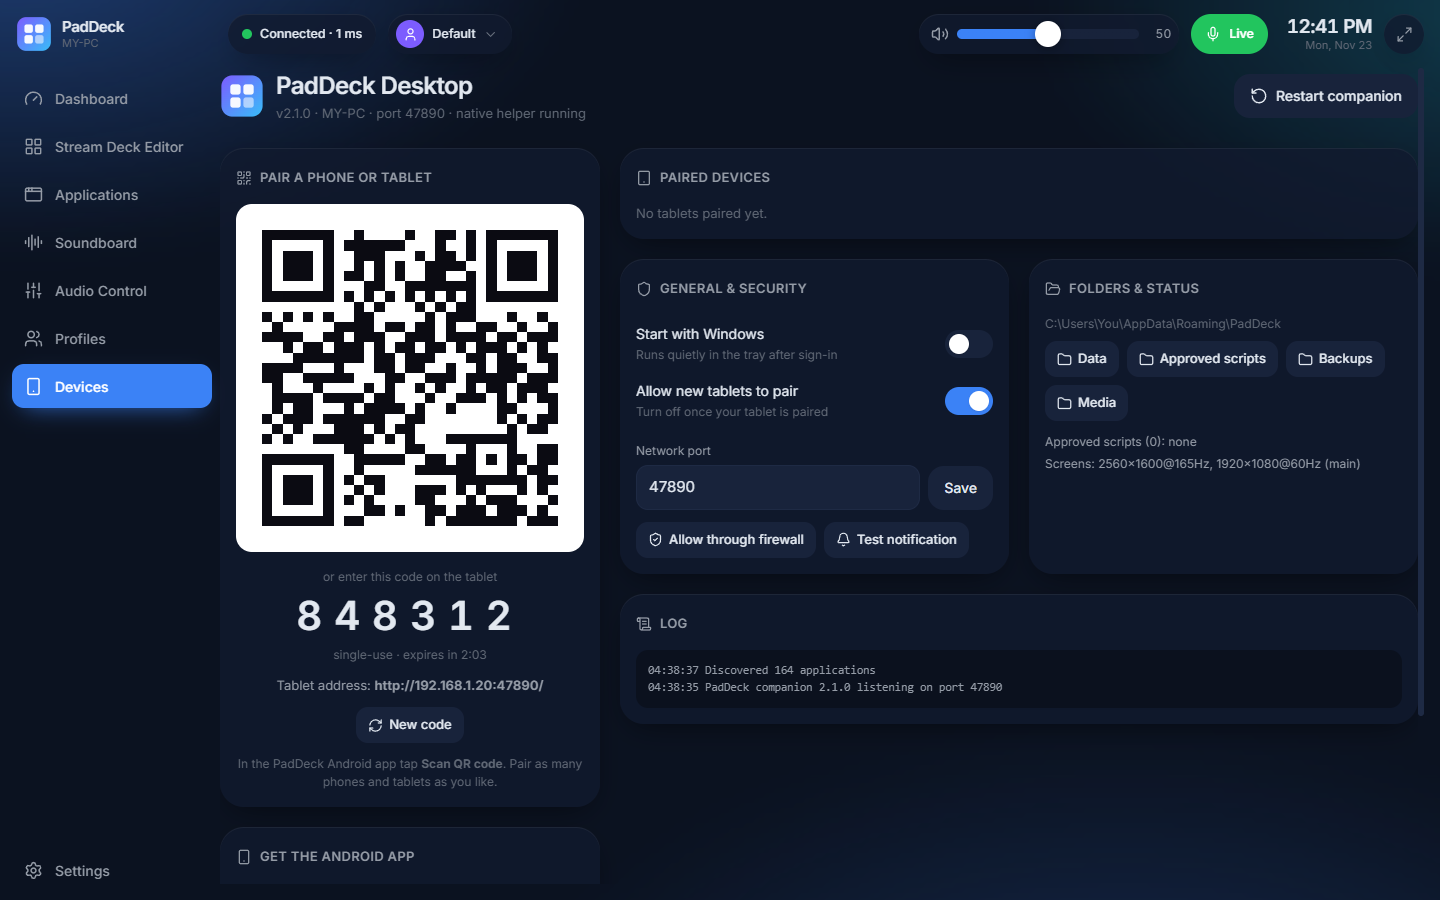 PadDeck
MY-PC
Connected · 1 ms
Default
50
Live
12:41 PM
Mon, Nov 23
Dashboard
Stream Deck Editor
Applications
Soundboard
Audio Control
Profiles
Devices
Settings
PadDeck Desktop
v2.1.0 · MY-PC · port 47890 · native helper running
Restart companion
PAIR A PHONE OR TABLET
or enter this code on the tablet
848312
single-use · expires in 2:03
Tablet address: http://192.168.1.20:47890/
New code
In the PadDeck Android app tap Scan QR code. Pair as many
phones and tablets as you like.
GET THE ANDROID APP
PAIRED DEVICES
No tablets paired yet.
GENERAL & SECURITY
Start with Windows
Runs quietly in the tray after sign-in
Allow new tablets to pair
Turn off once your tablet is paired
Network port
47890
Save
Allow through firewall
Test notification
FOLDERS & STATUS
C:\Users\You\AppData\Roaming\PadDeck
Data
Approved scripts
Backups
Media
Approved scripts (0): none
Screens: 2560×1600@165Hz, 1920×1080@60Hz (main)
LOG
04:38:37 Discovered 164 applications
04:38:35 PadDeck companion 2.1.0 listening on port 47890